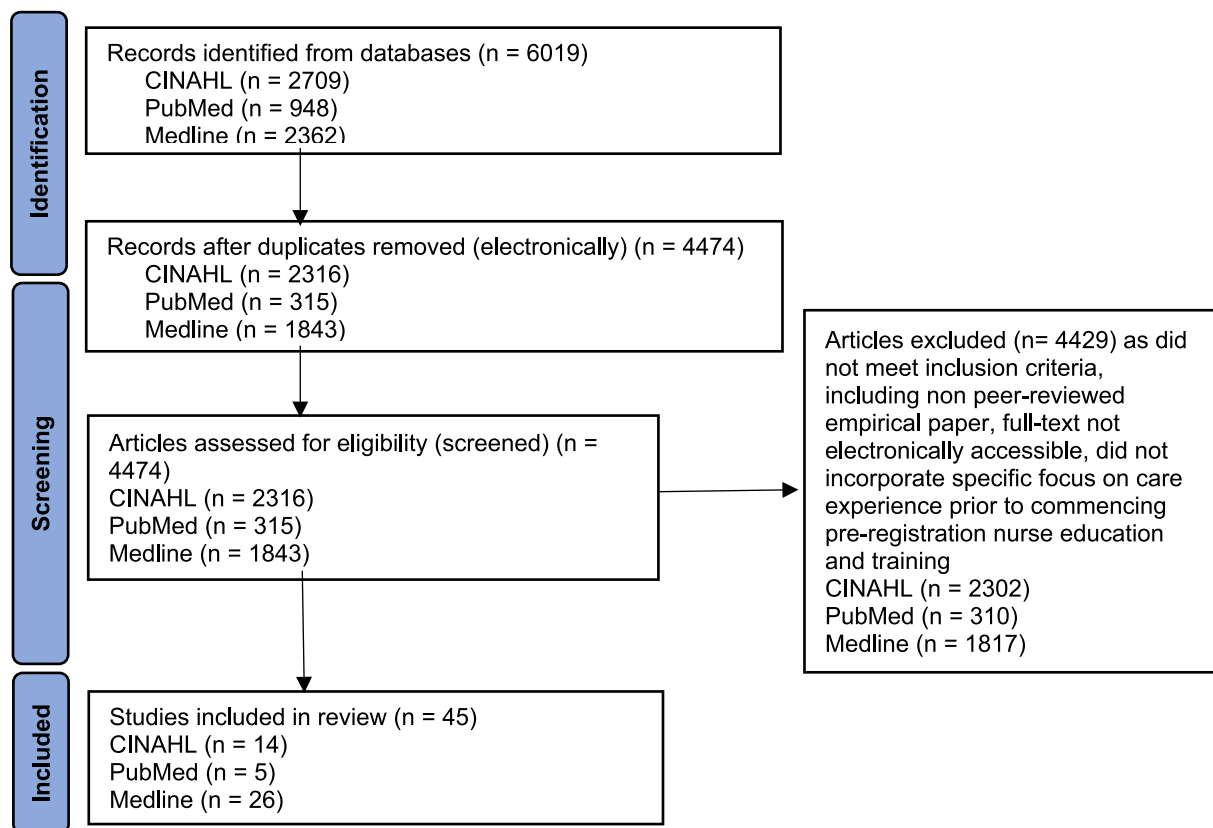 Identification
Records identified from databases (n = 6019)
CINAHL (n = 2709)
PubMed (n = 948)
Medline (n = 2362)
Records after duplicates removed (electronically) (n = 4474)
CINAHL (n = 2316)
PubMed (n = 315)
Medline (n = 1843)
Screening
Articles assessed for eligibility (screened) (n =
4474)
CINAHL (n = 2316)
PubMed (n = 315)
Medline (n = 1843)
Articles excluded (n= 4429) as did
not meet inclusion criteria,
including non peer-reviewed
empirical paper, full-text not
electronically accessible, did not
incorporate specific focus on care
experience prior to commencing
pre-registration nurse education
and training
CINAHL (n = 2302)
PubMed (n = 310)
Medline (n = 1817)
Included
Studies included in review (n = 45)
CINAHL (n = 14)
PubMed (n = 5)
Medline (n = 26)